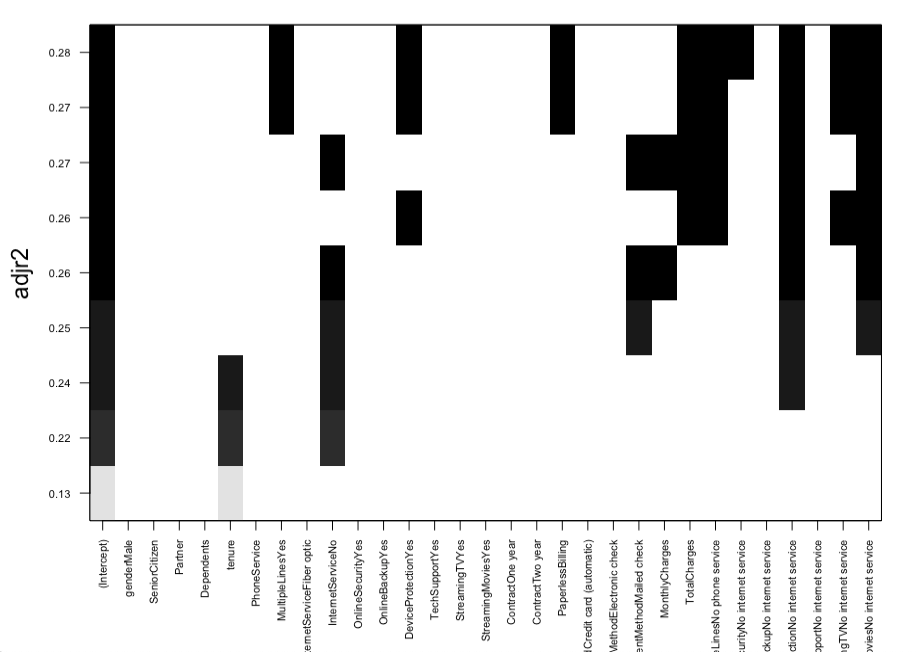 adjr2
0.28
0.27
0.27
0.26
0.26
0.25
0.24
0.22
0.13
(Intercept)
genderMale
SeniorCitizen
Partner
Dependents
tenure
PhoneService
MultipleLinesYes
ernetServiceFiber optic
InternetServiceNo
OnlineSecurityYes
OnlineBackupYes
DeviceProtectionYes
TechSupportYes
StreamingTVYes
StreamingMoviesYes
ContractOne year
ContractTwo year
PaperlessBilling
dCredit card (automatic)
MethodElectronic check
entMethodMailed check
MonthlyCharges
TotalCharges
eLinesNo phone service
curityNo internet service
ckupNo internet service
ctionNo internet service
pportNo internet service
ngTVNo internet service
oviesNo internet service